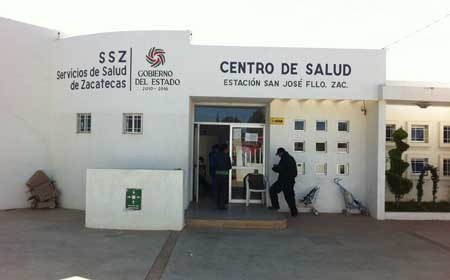 SSZ
Servicios de Salud
de Zacatecas
GOBIERNO
DEL ESTADO
2010 - 2016
CENTRO DE SALUD
ESTACIÓN SAN JOSÉ FLLO. ZAC.